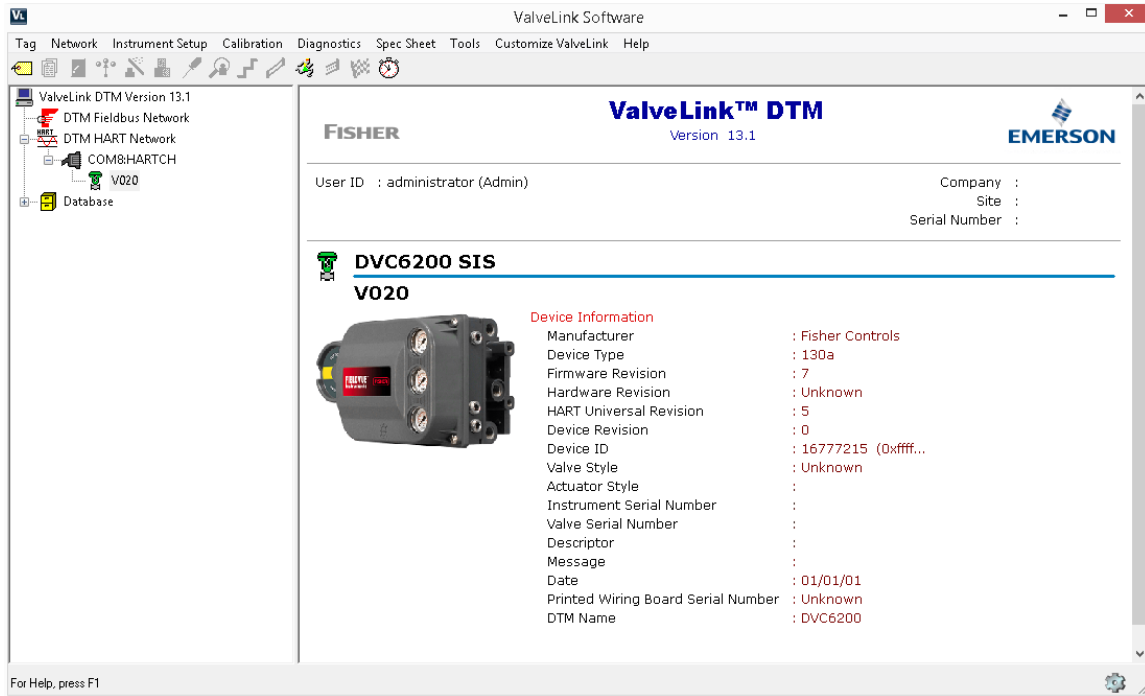 VL
ValveLink Software
Tag Network Instrument Setup Calibration Diagnostics Spec Sheet Tools Customize ValveLink Help
ValveLink DTM Version 13.1
DTM Fieldbus Network
HART DTM HART Network
COM8:HARTCH
V020
Database
FISHER
ValveLink™ DTM
Version 13.1
EMERSON
User ID : administrator (Admin)
Company :
Site :
Serial Number :
DVC6200 SIS
V020
FIELDVUE
Device Information
Manufacturer : Fisher Controls
Device Type : 130a
Firmware Revision : 7
Hardware Revision : Unknown
HART Universal Revision : 5
Device Revision : 0
Device ID : 16777215 (0xffff...
Valve Style : Unknown
Actuator Style :
Instrument Serial Number :
Valve Serial Number :
Descriptor :
Message :
Date : 01/01/01
Printed Wiring Board Serial Number : Unknown
DTM Name : DVC6200
For Help, press F1